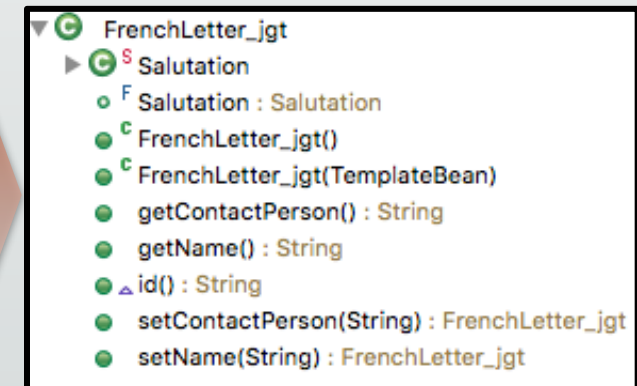 FrenchLetter_jgt
S Salutation
F Salutation : Salutation
C FrenchLetter_jgt()
C FrenchLetter_jgt(TemplateBean)
getContactPerson() : String
getName() : String
id() : String
setContactPerson(String) : FrenchLetter_jgt
setName(String) : FrenchLetter_jgt